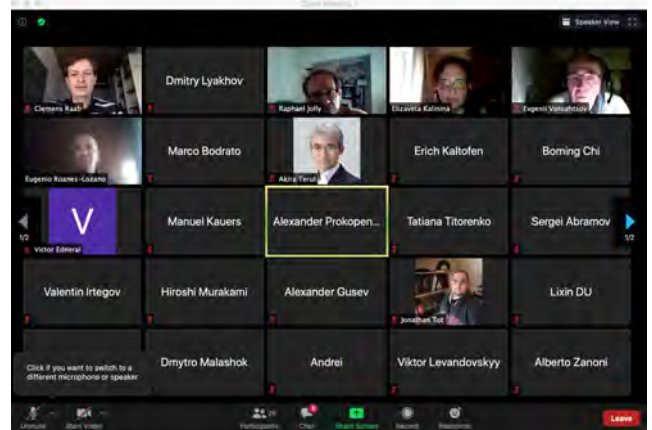 Speaker View
Clemens Raab
Dmitry Lyakhov
Raphael Jolly
Elizaveta Kalinina
Evgenii Vorozhtsov
Eugenio Roanes-Lozano
Marco Bodrato
Akira Terui
Erich Kaltofen
Boming Chi
V
Victor Edneral
Manuel Kauers
Alexander Prokopen...
Tatiana Titorenko
Sergei Abramov
1/2
1/2
Valentin Irtegov
Hiroshi Murakami
Alexander Gusev
Jonathan Tot
Lixin DU
Click if you want to switch to a
different microphone or speaker
Dmytro Malashok
Andrei
Viktor Levandovskyy
Alberto Zanoni
Unmute
Start Video
Participants
Chat
Share Screen
Record
Reactions
Leave